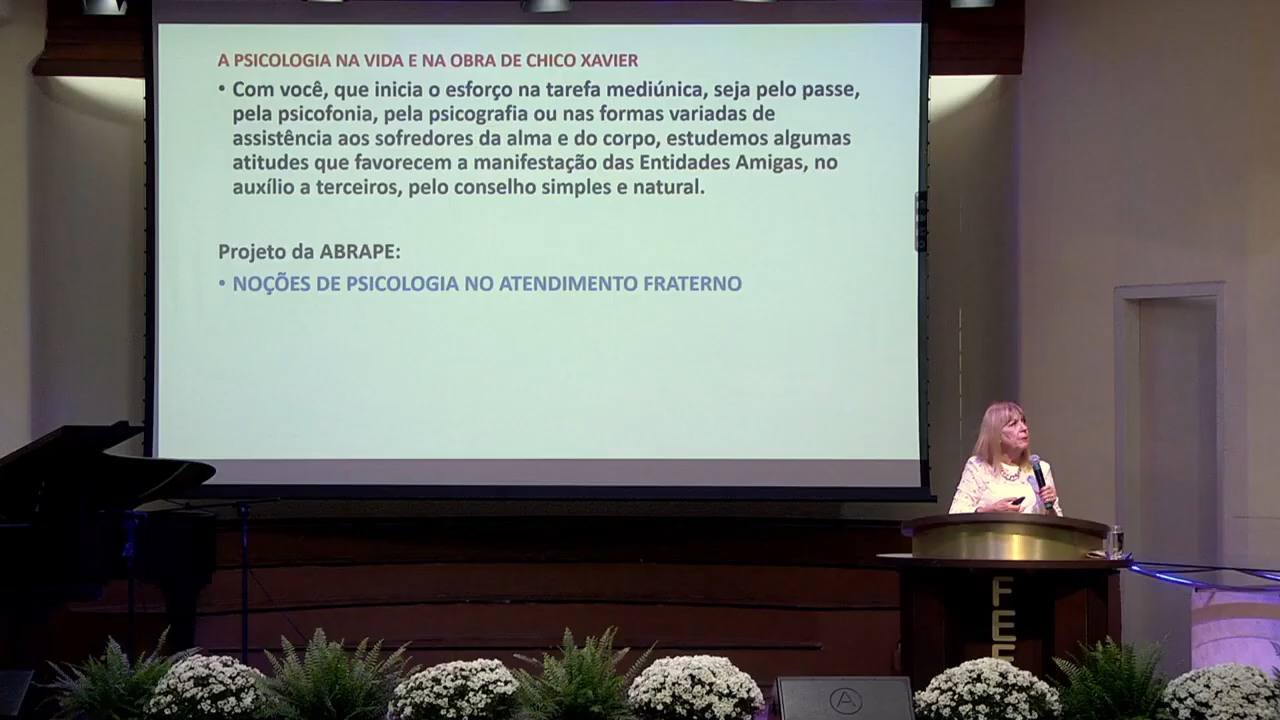 A PSICOLOGIA NA VIDA E NA OBRA DE CHICO XAVIER
• Com você, que inicia o esforço na tarefa mediúnica, seja pelo passe,
pela psicofonia, pela psicografia ou nas formas variadas de
assistência aos sofredores da alma e do corpo, estudemos algumas
atitudes que favorecem a manifestação das Entidades Amigas, no
auxílio a terceiros, pelo conselho simples e natural.
Projeto da ABRAPE:
• NOÇÕES DE PSICOLOGIA NO ATENDIMENTO FRATERNO
FEE
A